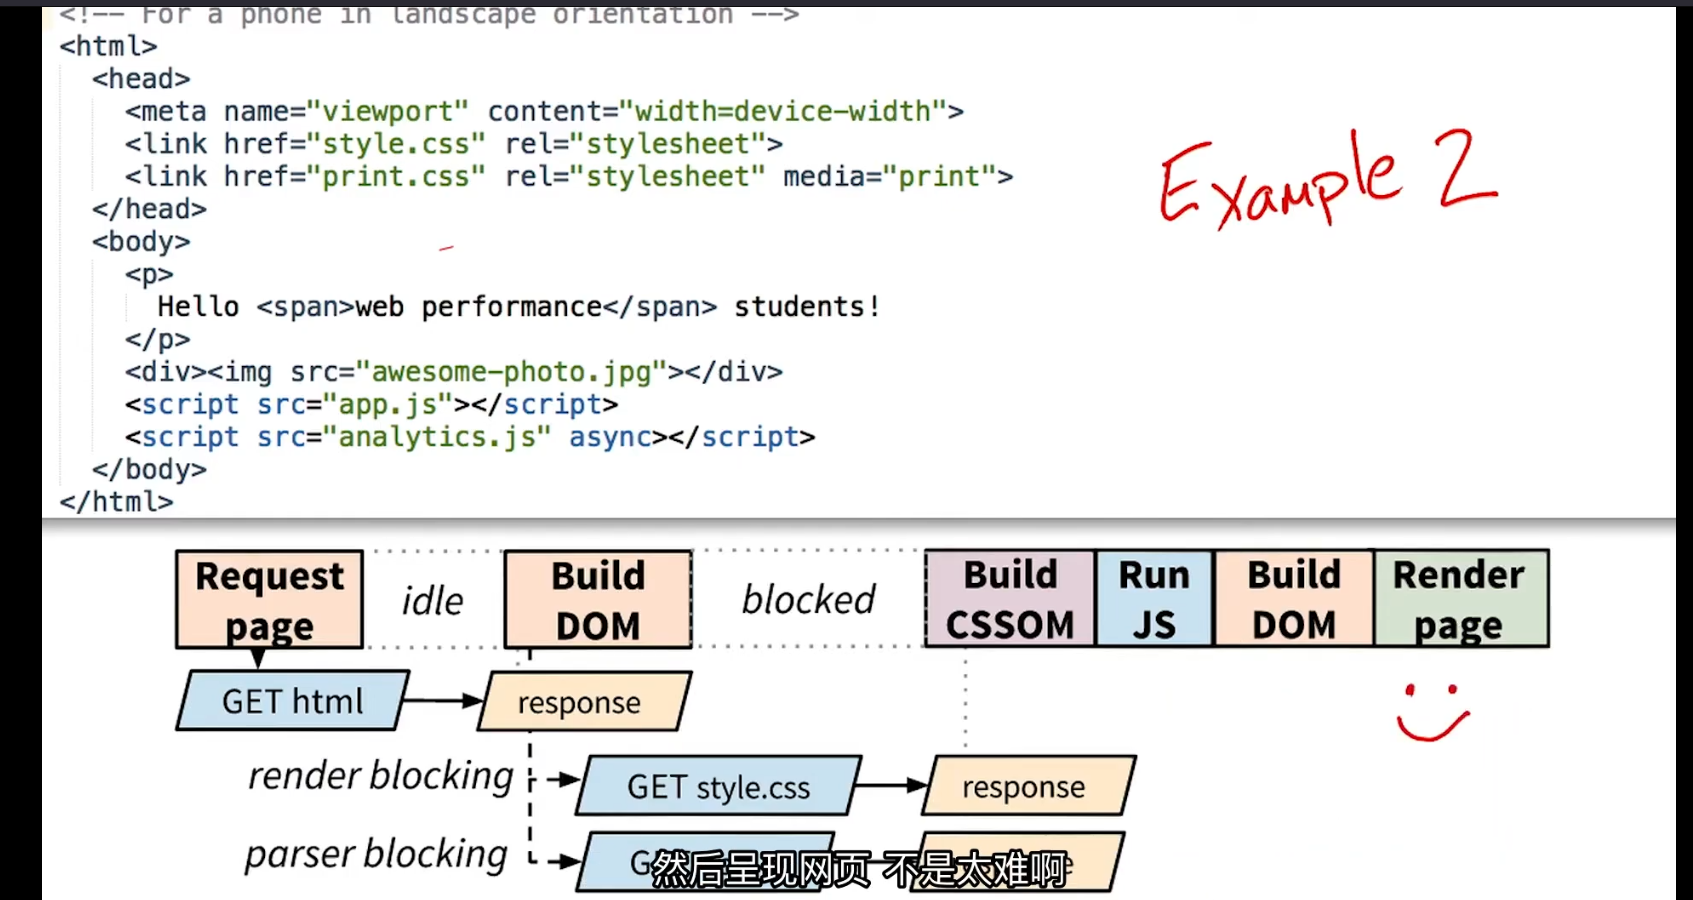 <!-- For a phone in landscape orientation -->
<html>
<head>
<meta name="viewport" content="width=device-width">
<link href="style.css" rel="stylesheet">
<link href="print.css" rel="stylesheet" media="print">
</head>
<body>
<p>
Hello <span>web performance</span> students!
</p>
<div><img src="awesome-photo.jpg"></div>
<script src="app.js"></script>
<script src="analytics.js" async></script>
</body>
</html>
Example 2
Request page
idle
Build DOM
blocked
Build CSSOM
Run JS
Build DOM
Render page
GET html
response
render blocking
GET style.css
response
parser blocking
然后呈现网页 不是太难啊